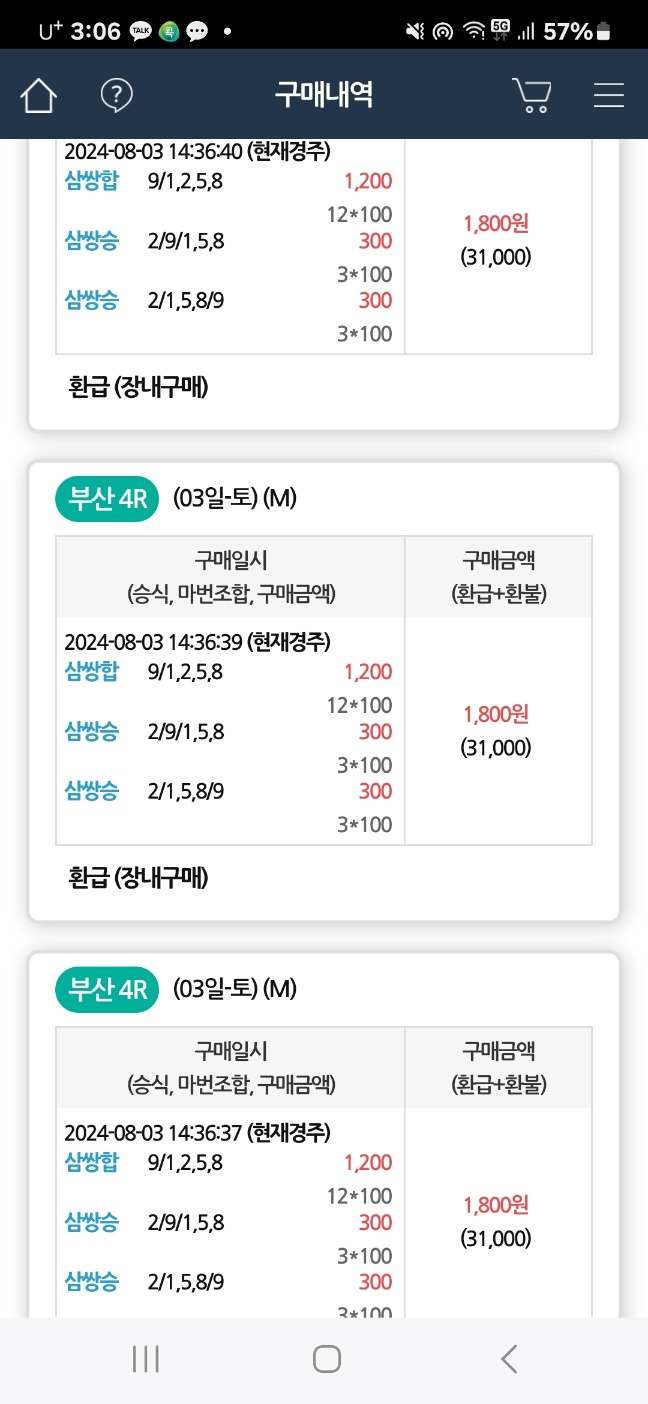 U+ 3:06 TALK 5G 57%
구매내역
2024-08-03 14:36:40 (현재경주)
삼쌍합 9/1,2,5,8 1,200
12*100
삼쌍승 2/9/1,5,8 300
3*100
삼쌍승 2/1,5,8/9 300
3*100
1,800원
(31,000)
환급 (장내구매)
부산 4R (03일-토) (M)
구매일시
(승식, 마번조합, 구매금액)
구매금액
(환급+환불)
2024-08-03 14:36:39 (현재경주)
삼쌍합 9/1,2,5,8 1,200
12*100
삼쌍승 2/9/1,5,8 300
3*100
삼쌍승 2/1,5,8/9 300
3*100
1,800원
(31,000)
환급 (장내구매)
부산 4R (03일-토) (M)
구매일시
(승식, 마번조합, 구매금액)
구매금액
(환급+환불)
2024-08-03 14:36:37 (현재경주)
삼쌍합 9/1,2,5,8 1,200
12*100
삼쌍승 2/9/1,5,8 300
3*100
삼쌍승 2/1,5,8/9 300
3*100
1,800원
(31,000)